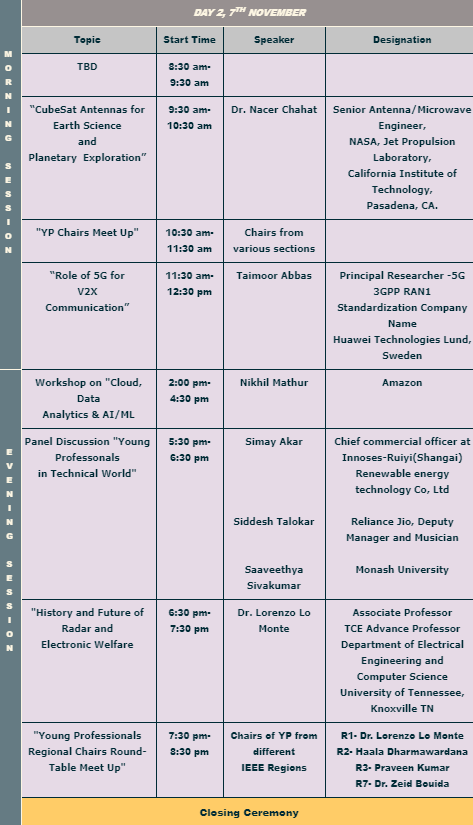 DAY 2, 7TH NOVEMBER
Topic Start Time Speaker Designation
MORNING SESSION
TBD
8:30 am-
9:30 am
“CubeSat Antennas for
Earth Science
and
Planetary Exploration”
9:30 am-
10:30 am
Dr. Nacer Chahat
Senior Antenna/Microwave
Engineer,
NASA, Jet Propulsion
Laboratory,
California Institute of
Technology,
Pasadena, CA.
"YP Chairs Meet Up"
10:30 am-
11:30 am
Chairs from
various sections
“Role of 5G for
V2X
Communication”
11:30 am-
12:30 pm
Taimoor Abbas
Principal Researcher -5G
3GPP RAN1
Standardization Company
Name
Huawei Technologies Lund,
Sweden
EVENING SESSION
Workshop on "Cloud,
Data
Analytics & AI/ML
2:00 pm-
4:30 pm
Nikhil Mathur
Amazon
Panel Discussion "Young
Professonals
in Technical World"
5:30 pm-
6:30 pm
Simay Akar
Chief commercial officer at
Innoses-Ruiyi(Shangai)
Renewable energy
technology Co, Ltd
Siddesh Talokar
Reliance Jio, Deputy
Manager and Musician
Saaveethya
Sivakumar
Monash University
"History and Future of
Radar and
Electronic Welfare
6:30 pm-
7:30 pm
Dr. Lorenzo Lo
Monte
Associate Professor
TCE Advance Professor
Department of Electrical
Engineering and
Computer Science
University of Tennessee,
Knoxville TN
"Young Professionals
Regional Chairs Round-
Table Meet Up"
7:30 pm-
8:30 pm
Chairs of YP from
different
IEEE Regions
R1- Dr. Lorenzo Lo Monte
R2- Haala Dharmawardana
R3- Praveen Kumar
R7- Dr. Zeid Bouida
Closing Ceremony